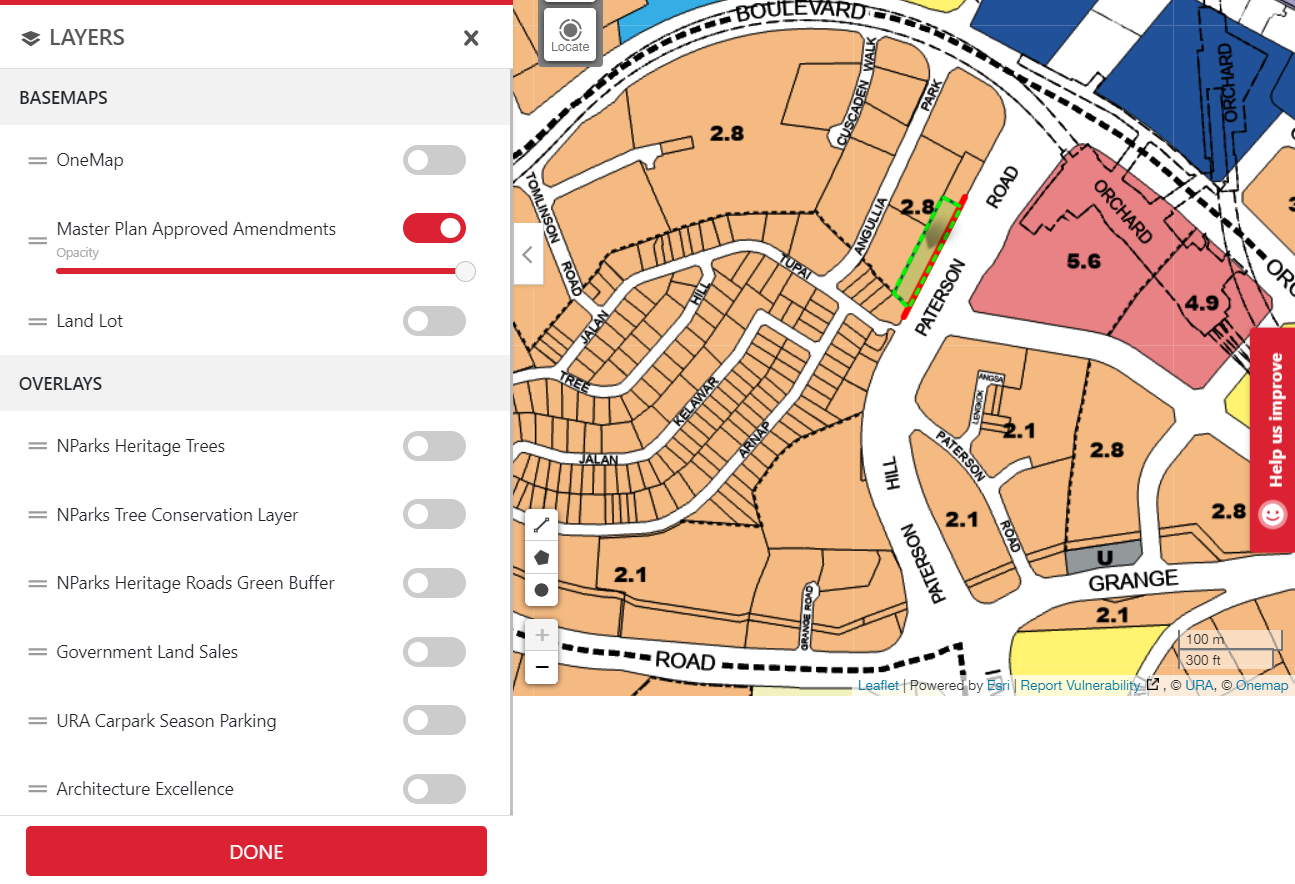 LAYERS
BASEMAPS
OneMap
Master Plan Approved Amendments
Opacity
Land Lot
OVERLAYS
NParks Heritage Trees
NParks Tree Conservation Layer
NParks Heritage Roads Green Buffer
Government Land Sales
URA Carpark Season Parking
Architecture Excellence
DONE
Locate
BOULEVARD
CUSCADEN WALK
PARK
ORCHARD
2.8
TOMLINSON
ROAD
ANGULLIA
2.8
ROAD
ORCHARD
5.6
4.9
TUPAI
PATERSON
HILL
JALAN
TREE
KELAWAR
ANGSA
LENGKOK
2.1
2.8
ARNAP
JALAN
PATERSON
HILL
2.1
ROAD
2.8
U
GRANGE
2.1
2.1
PATERSON
GRANGE ROAD
ROAD
Help us improve
100 m
300 ft
Leaflet | Powered by Esri | Report Vulnerability , © URA, © Onemap